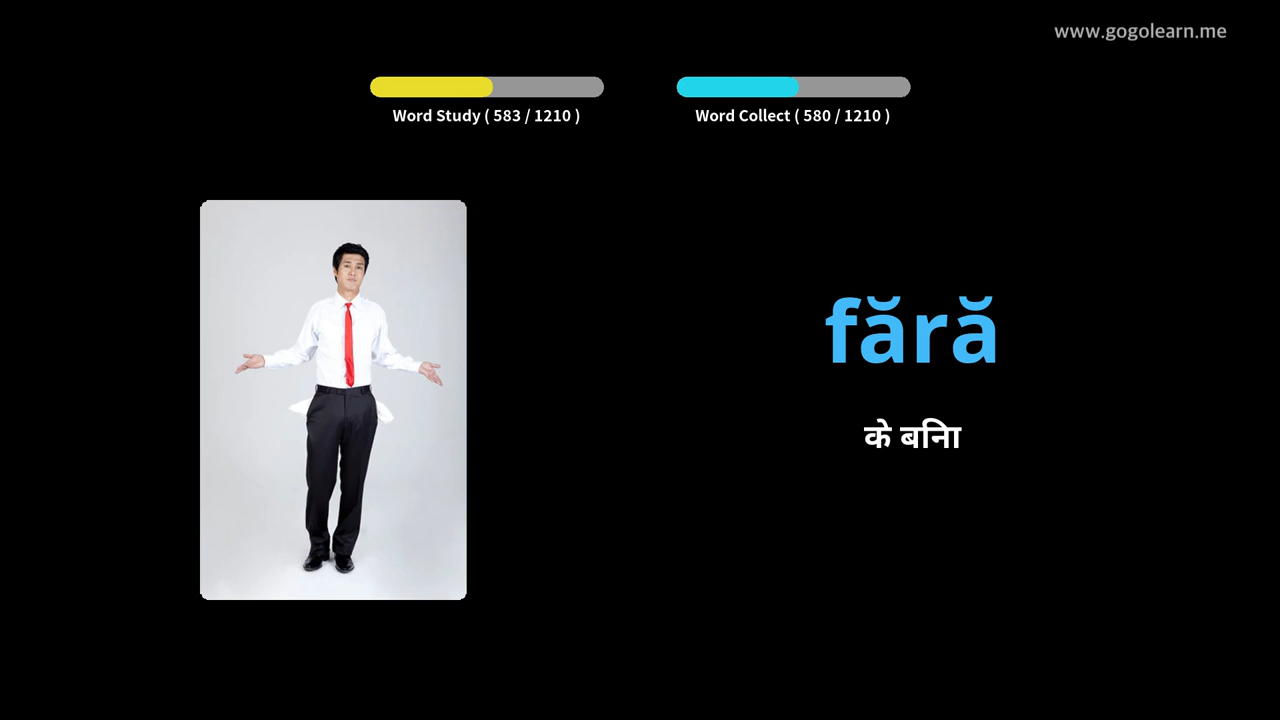 www.gogolearn.me
Word Study ( 583 / 1210 )
Word Collect ( 580 / 1210 )
fără
के बिना